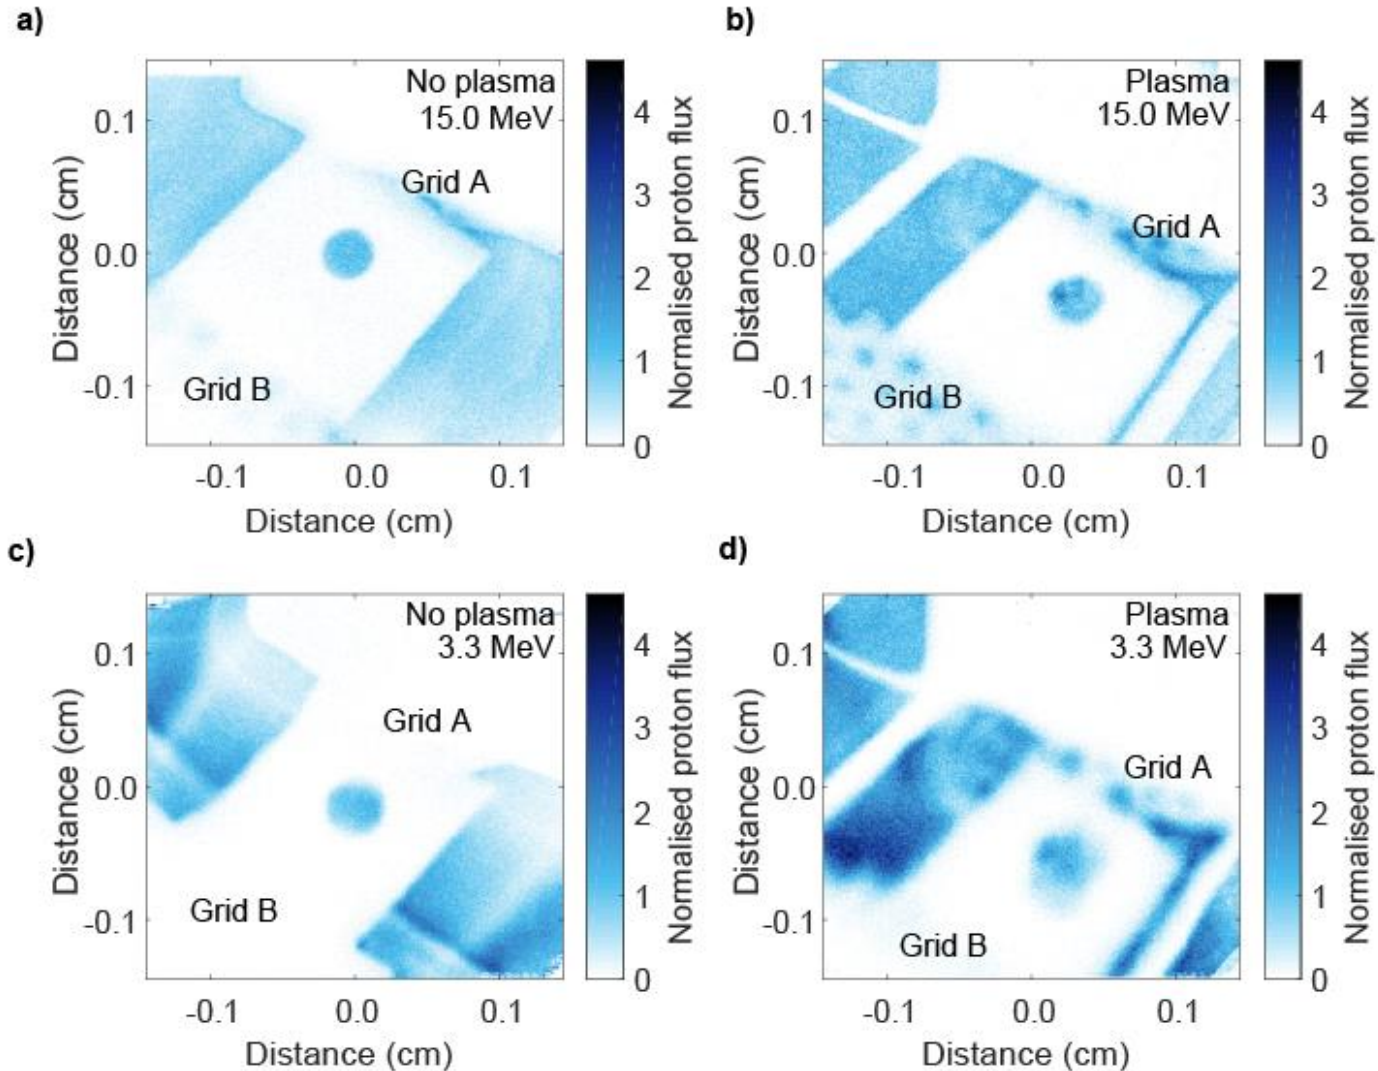 a)
No plasma
15.0 MeV
Grid A
Grid B
0.1
0.0
-0.1
Distance (cm)
-0.1
0.0
0.1
Distance (cm)
4
3
2
1
0
Normalised proton flux
b)
Plasma
15.0 MeV
Grid A
Grid B
0.1
0.0
-0.1
Distance (cm)
-0.1
0.0
0.1
Distance (cm)
4
3
2
1
0
Normalised proton flux
c)
No plasma
3.3 MeV
Grid A
Grid B
0.1
0.0
-0.1
Distance (cm)
-0.1
0.0
0.1
Distance (cm)
4
3
2
1
0
Normalised proton flux
d)
Plasma
3.3 MeV
Grid A
Grid B
0.1
0.0
-0.1
Distance (cm)
-0.1
0.0
0.1
Distance (cm)
4
3
2
1
0
Normalised proton flux